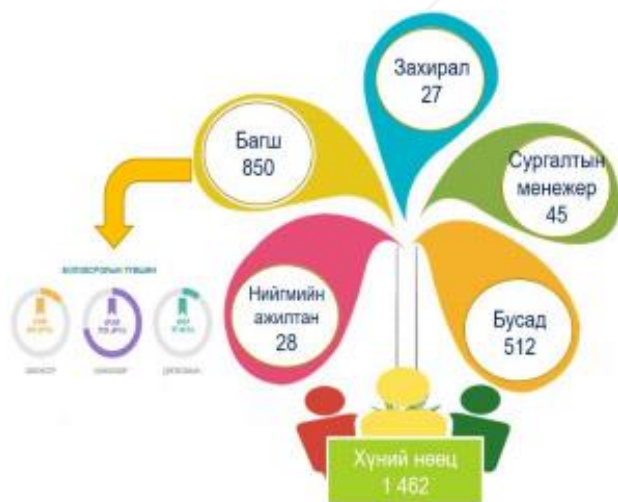 Захирал
27
Багш
850
Сургалтын
менежер
45
Нийгмийн
ажилтан
28
Бусад
512
Хүний нөөц
1 462